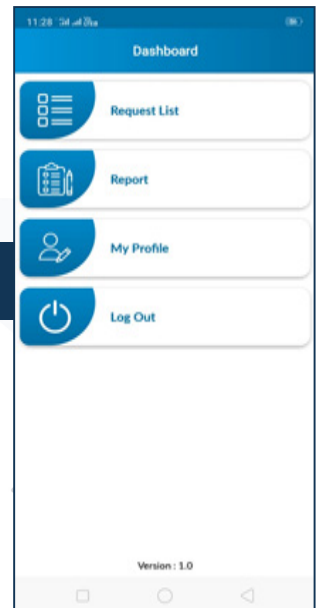 11:28
Dashboard
Request List
Report
My Profile
Log Out
Version : 1.0